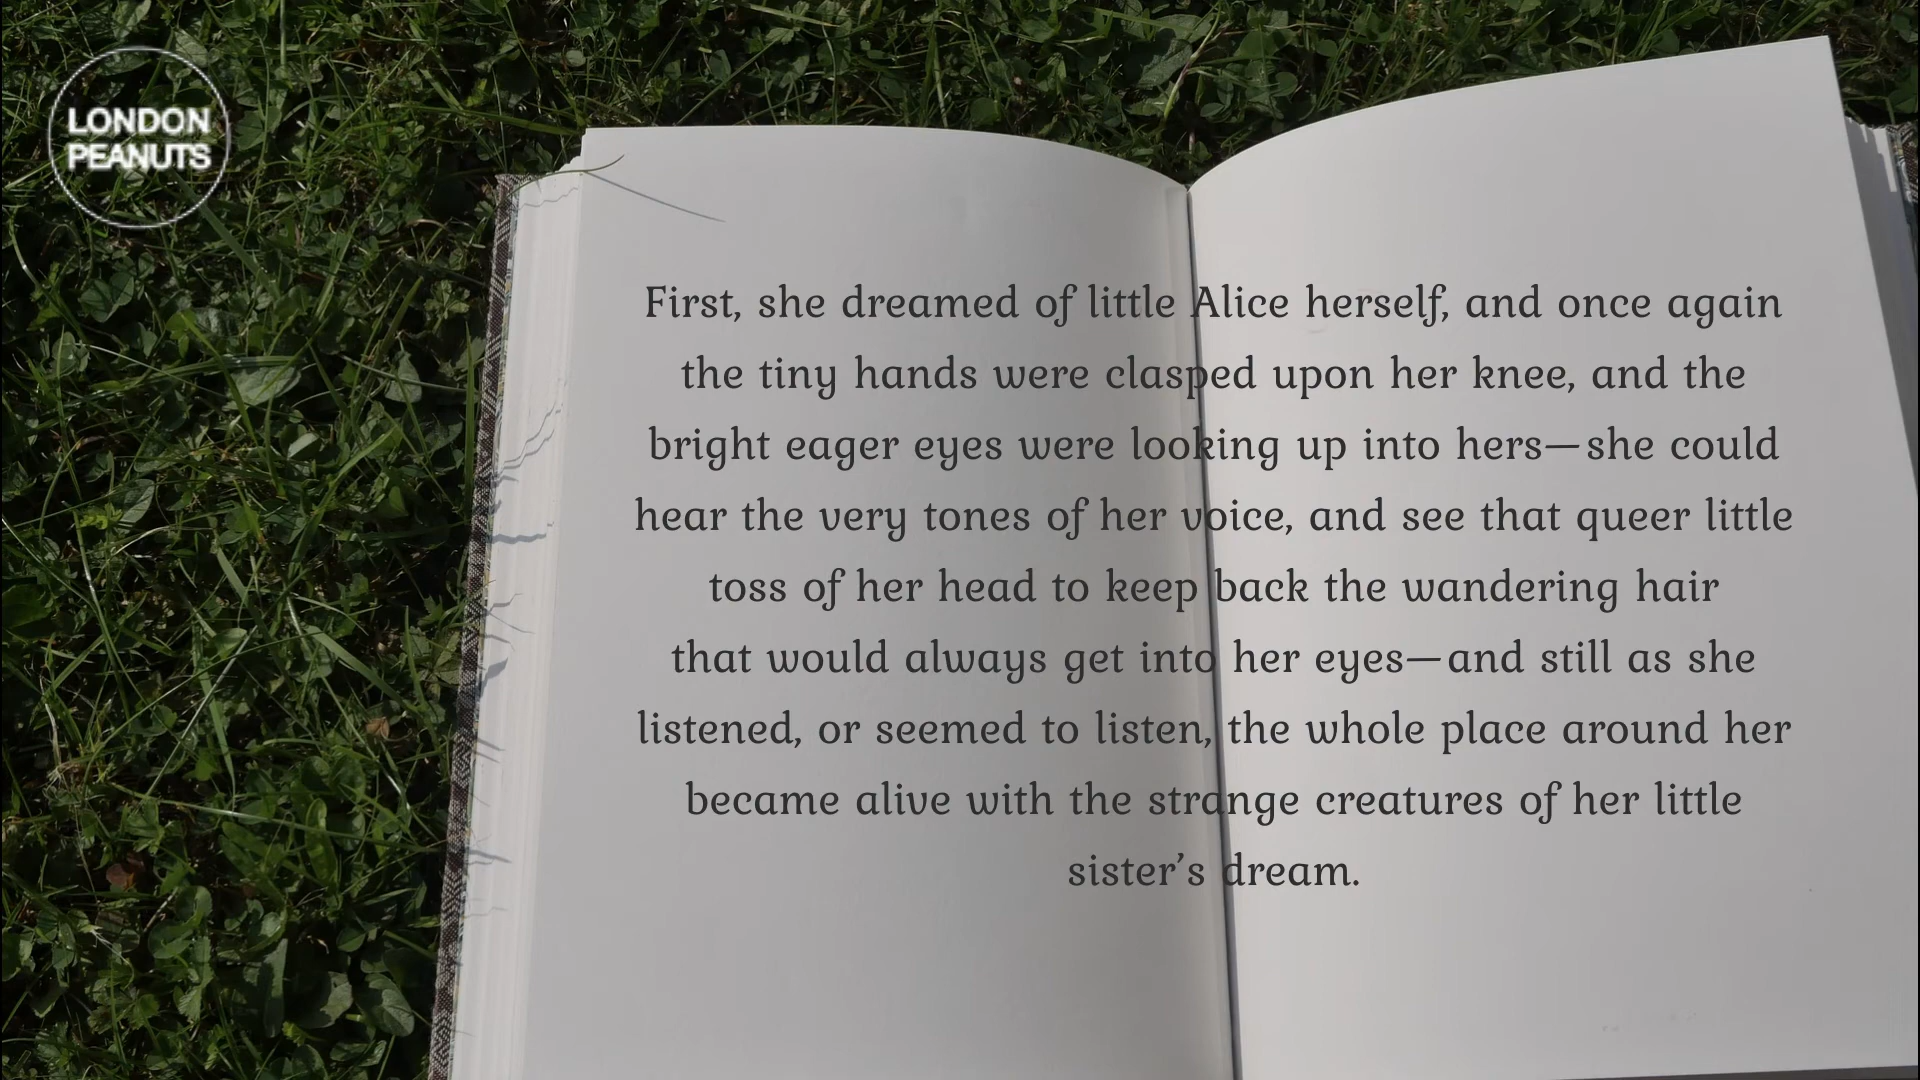 LONDON
PEANUTS
First, she dreamed of little Alice herself, and once again
the tiny hands were clasped upon her knee, and the
bright eager eyes were looking up into hers—she could
hear the very tones of her voice, and see that queer little
toss of her head to keep back the wandering hair
that would always get into her eyes—and still as she
listened, or seemed to listen, the whole place around her
became alive with the strange creatures of her little
sister’s dream.